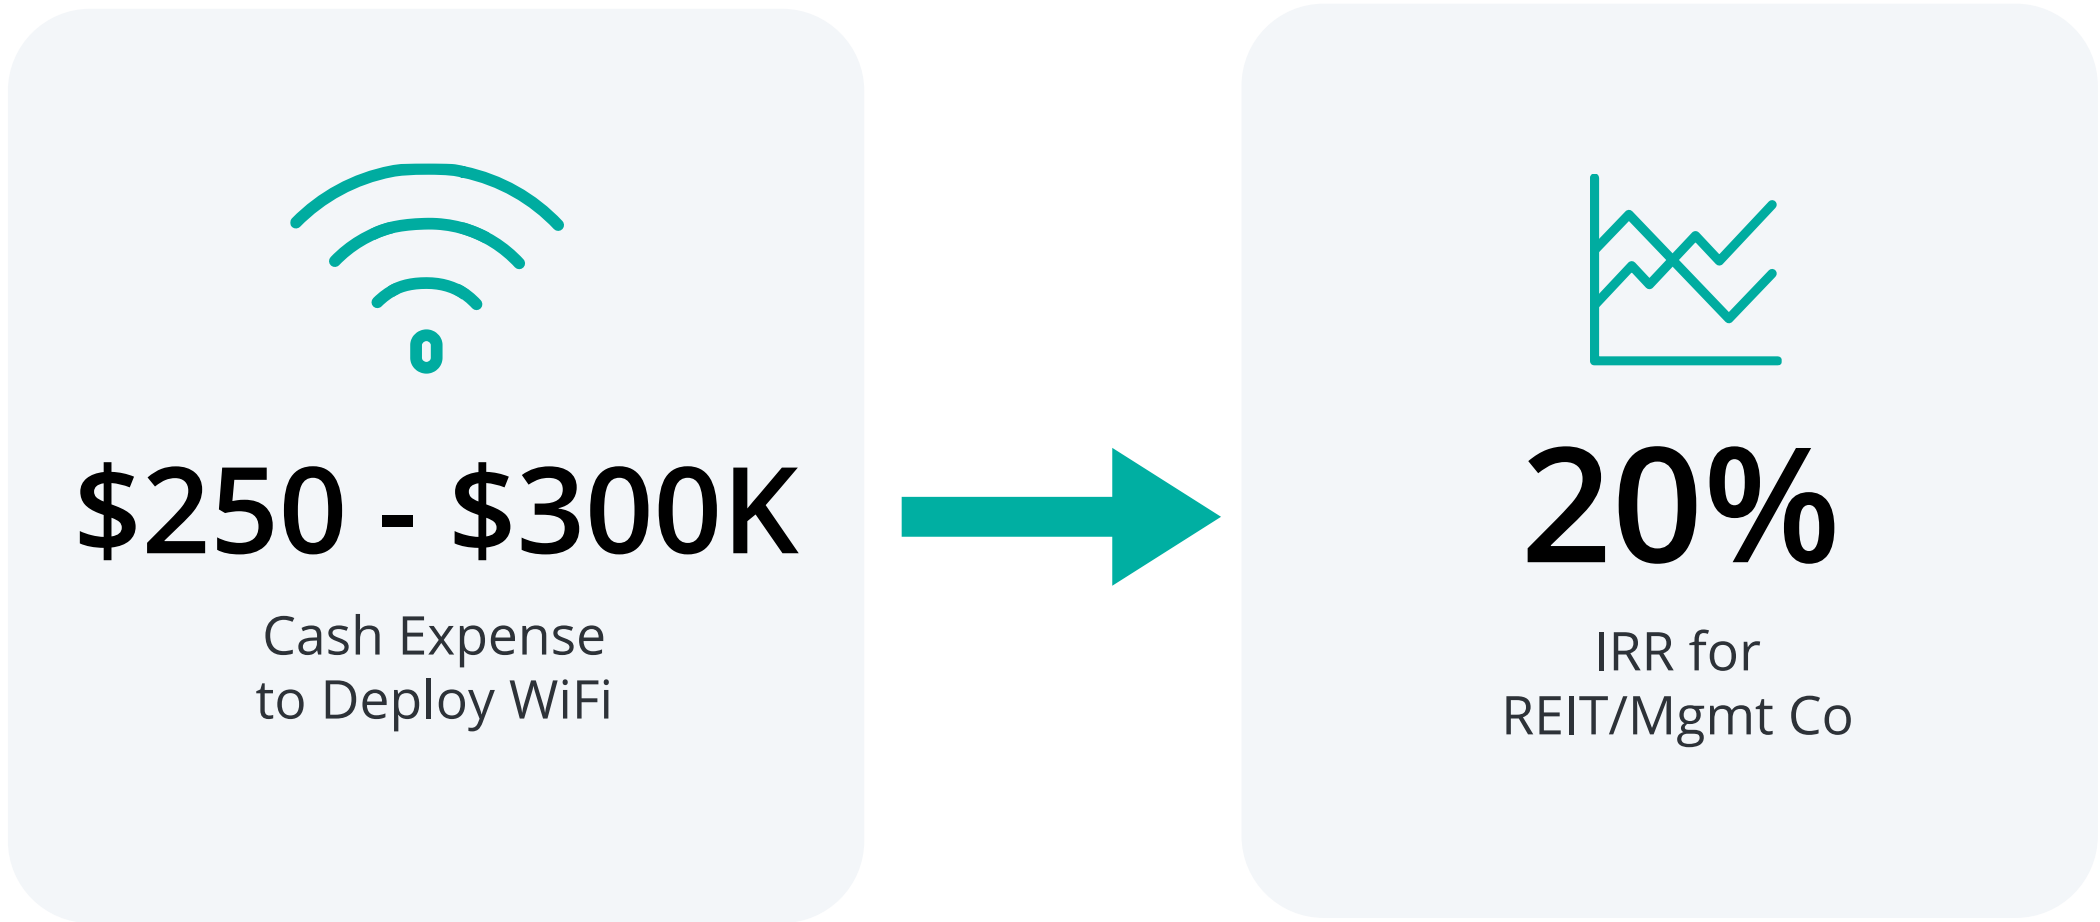 $250 - $300K
Cash Expense
to Deploy WiFi
20%
IRR for
REIT/Mgmt Co